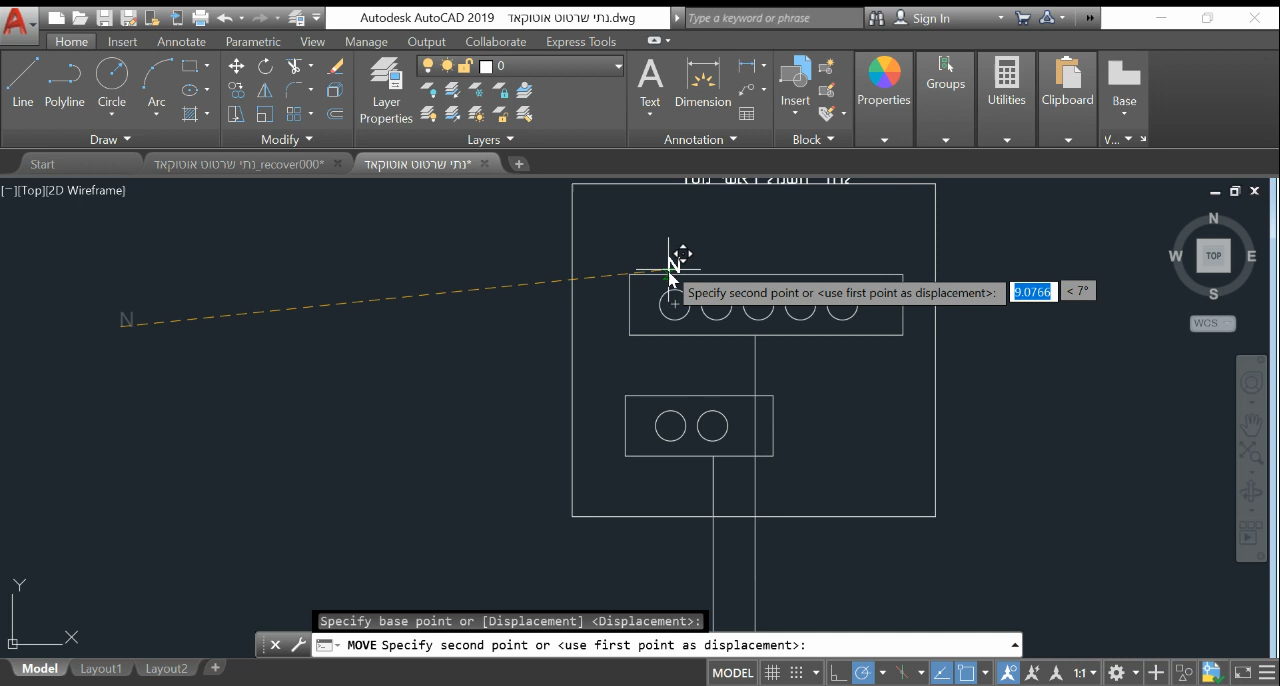 Autodesk AutoCAD 2019 נתי שרטוט אוטוקאד.dwg
Type a keyword or phrase
Sign In
Home Insert Annotate Parametric View Manage Output Collaborate Express Tools
0
Line Polyline Circle Arc
Layer
Properties
Text Dimension
Insert
Properties Groups Utilities Clipboard Base
Draw Modify Layers Annotation Block V...
Start נתי שרטוט אוטוקאד_recover000* נתי שרטוט אוטוקאד*
[−][Top][2D Wireframe]
N
W TOP E
S
WCS
N
Specify second point or <use first point as displacement>: 9.0766 < 7°
N
Y
X
Specify base point or [Displacement] <Displacement>:
MOVE Specify second point or <use first point as displacement>:
Model Layout1 Layout2
MODEL 1:1